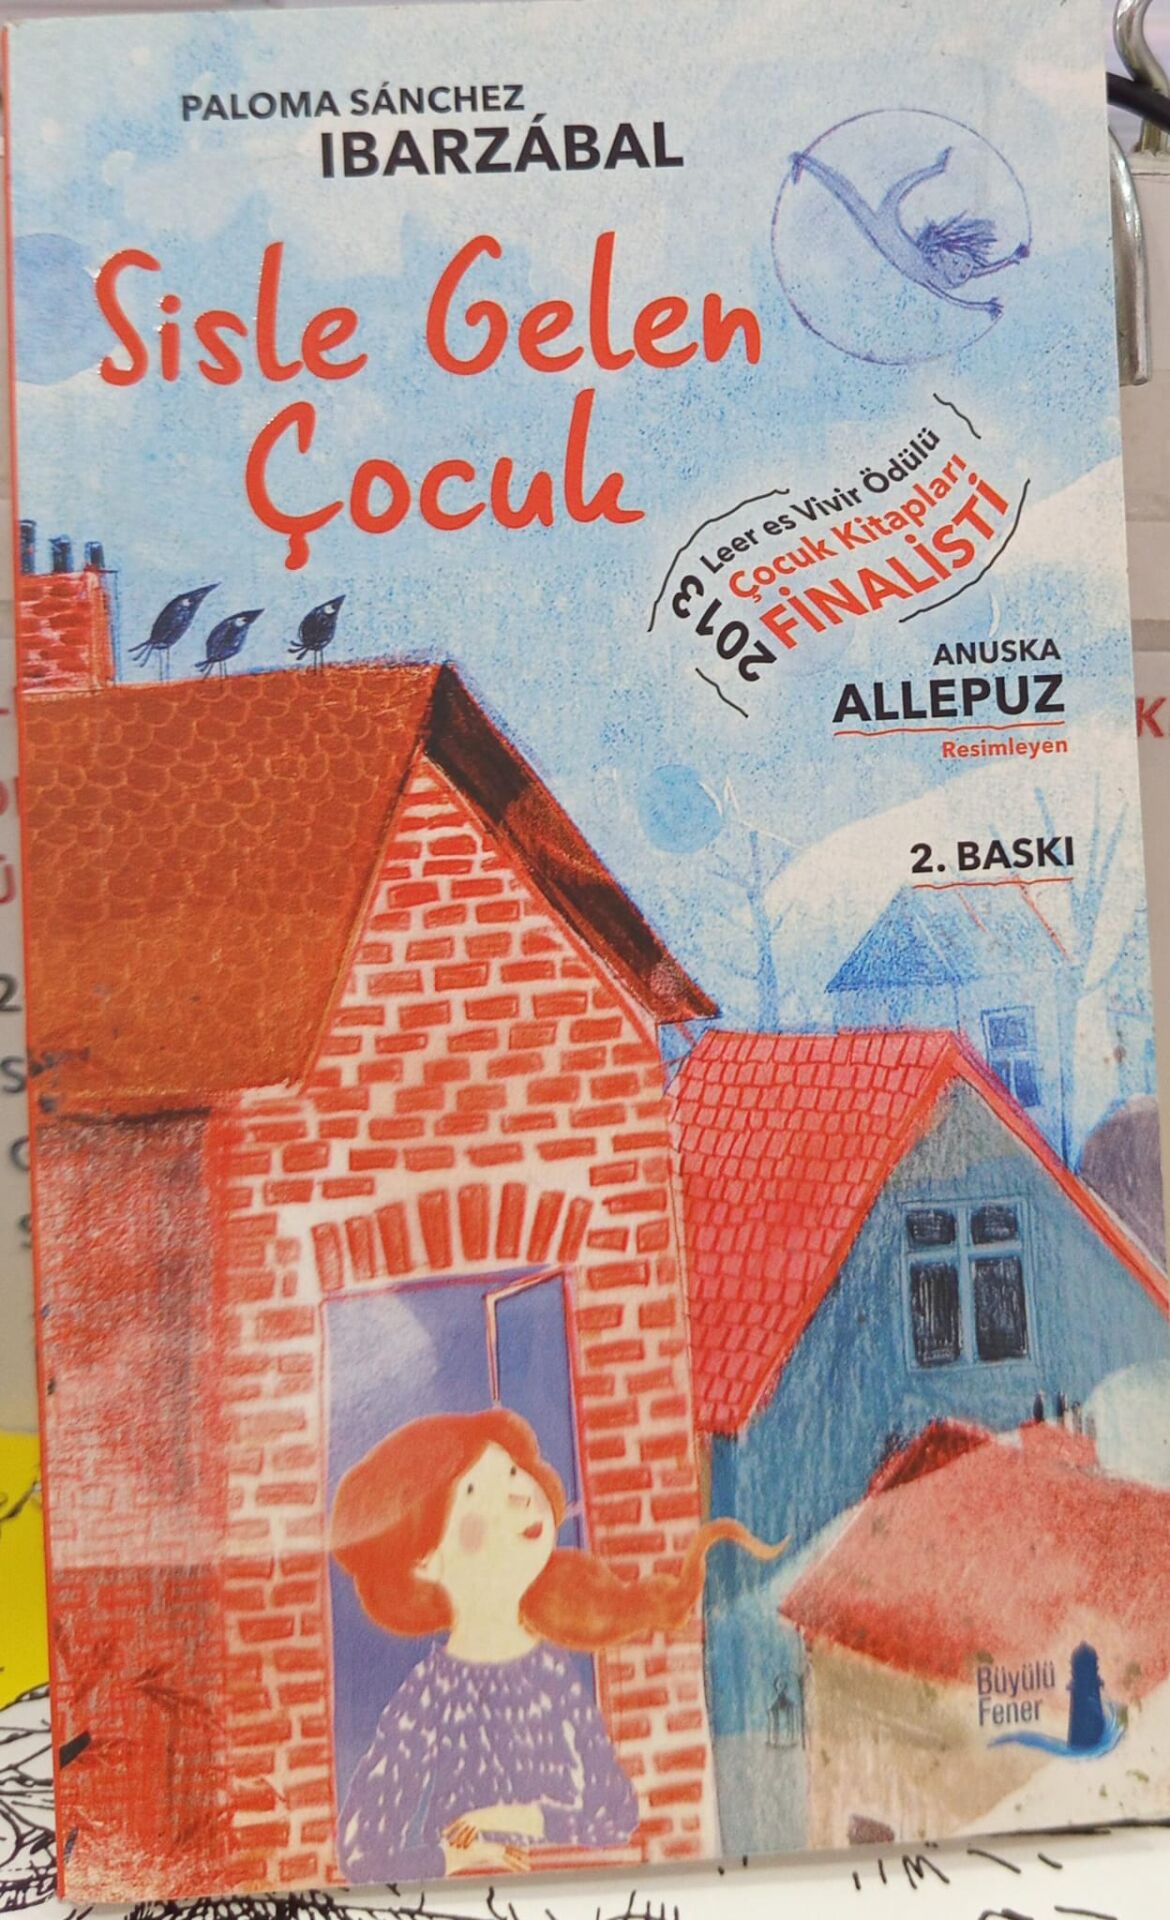 PALOMA SÁNCHEZ
IBARZÁBAL
Sisle Gelen
Çocuk
2013 Leer es Vivir Ödülü
Çocuk Kitapları
FİNALİSTİ
ANUSKA
ALLEPUZ
Resimleyen
2. BASKI
Büyülü
Fener